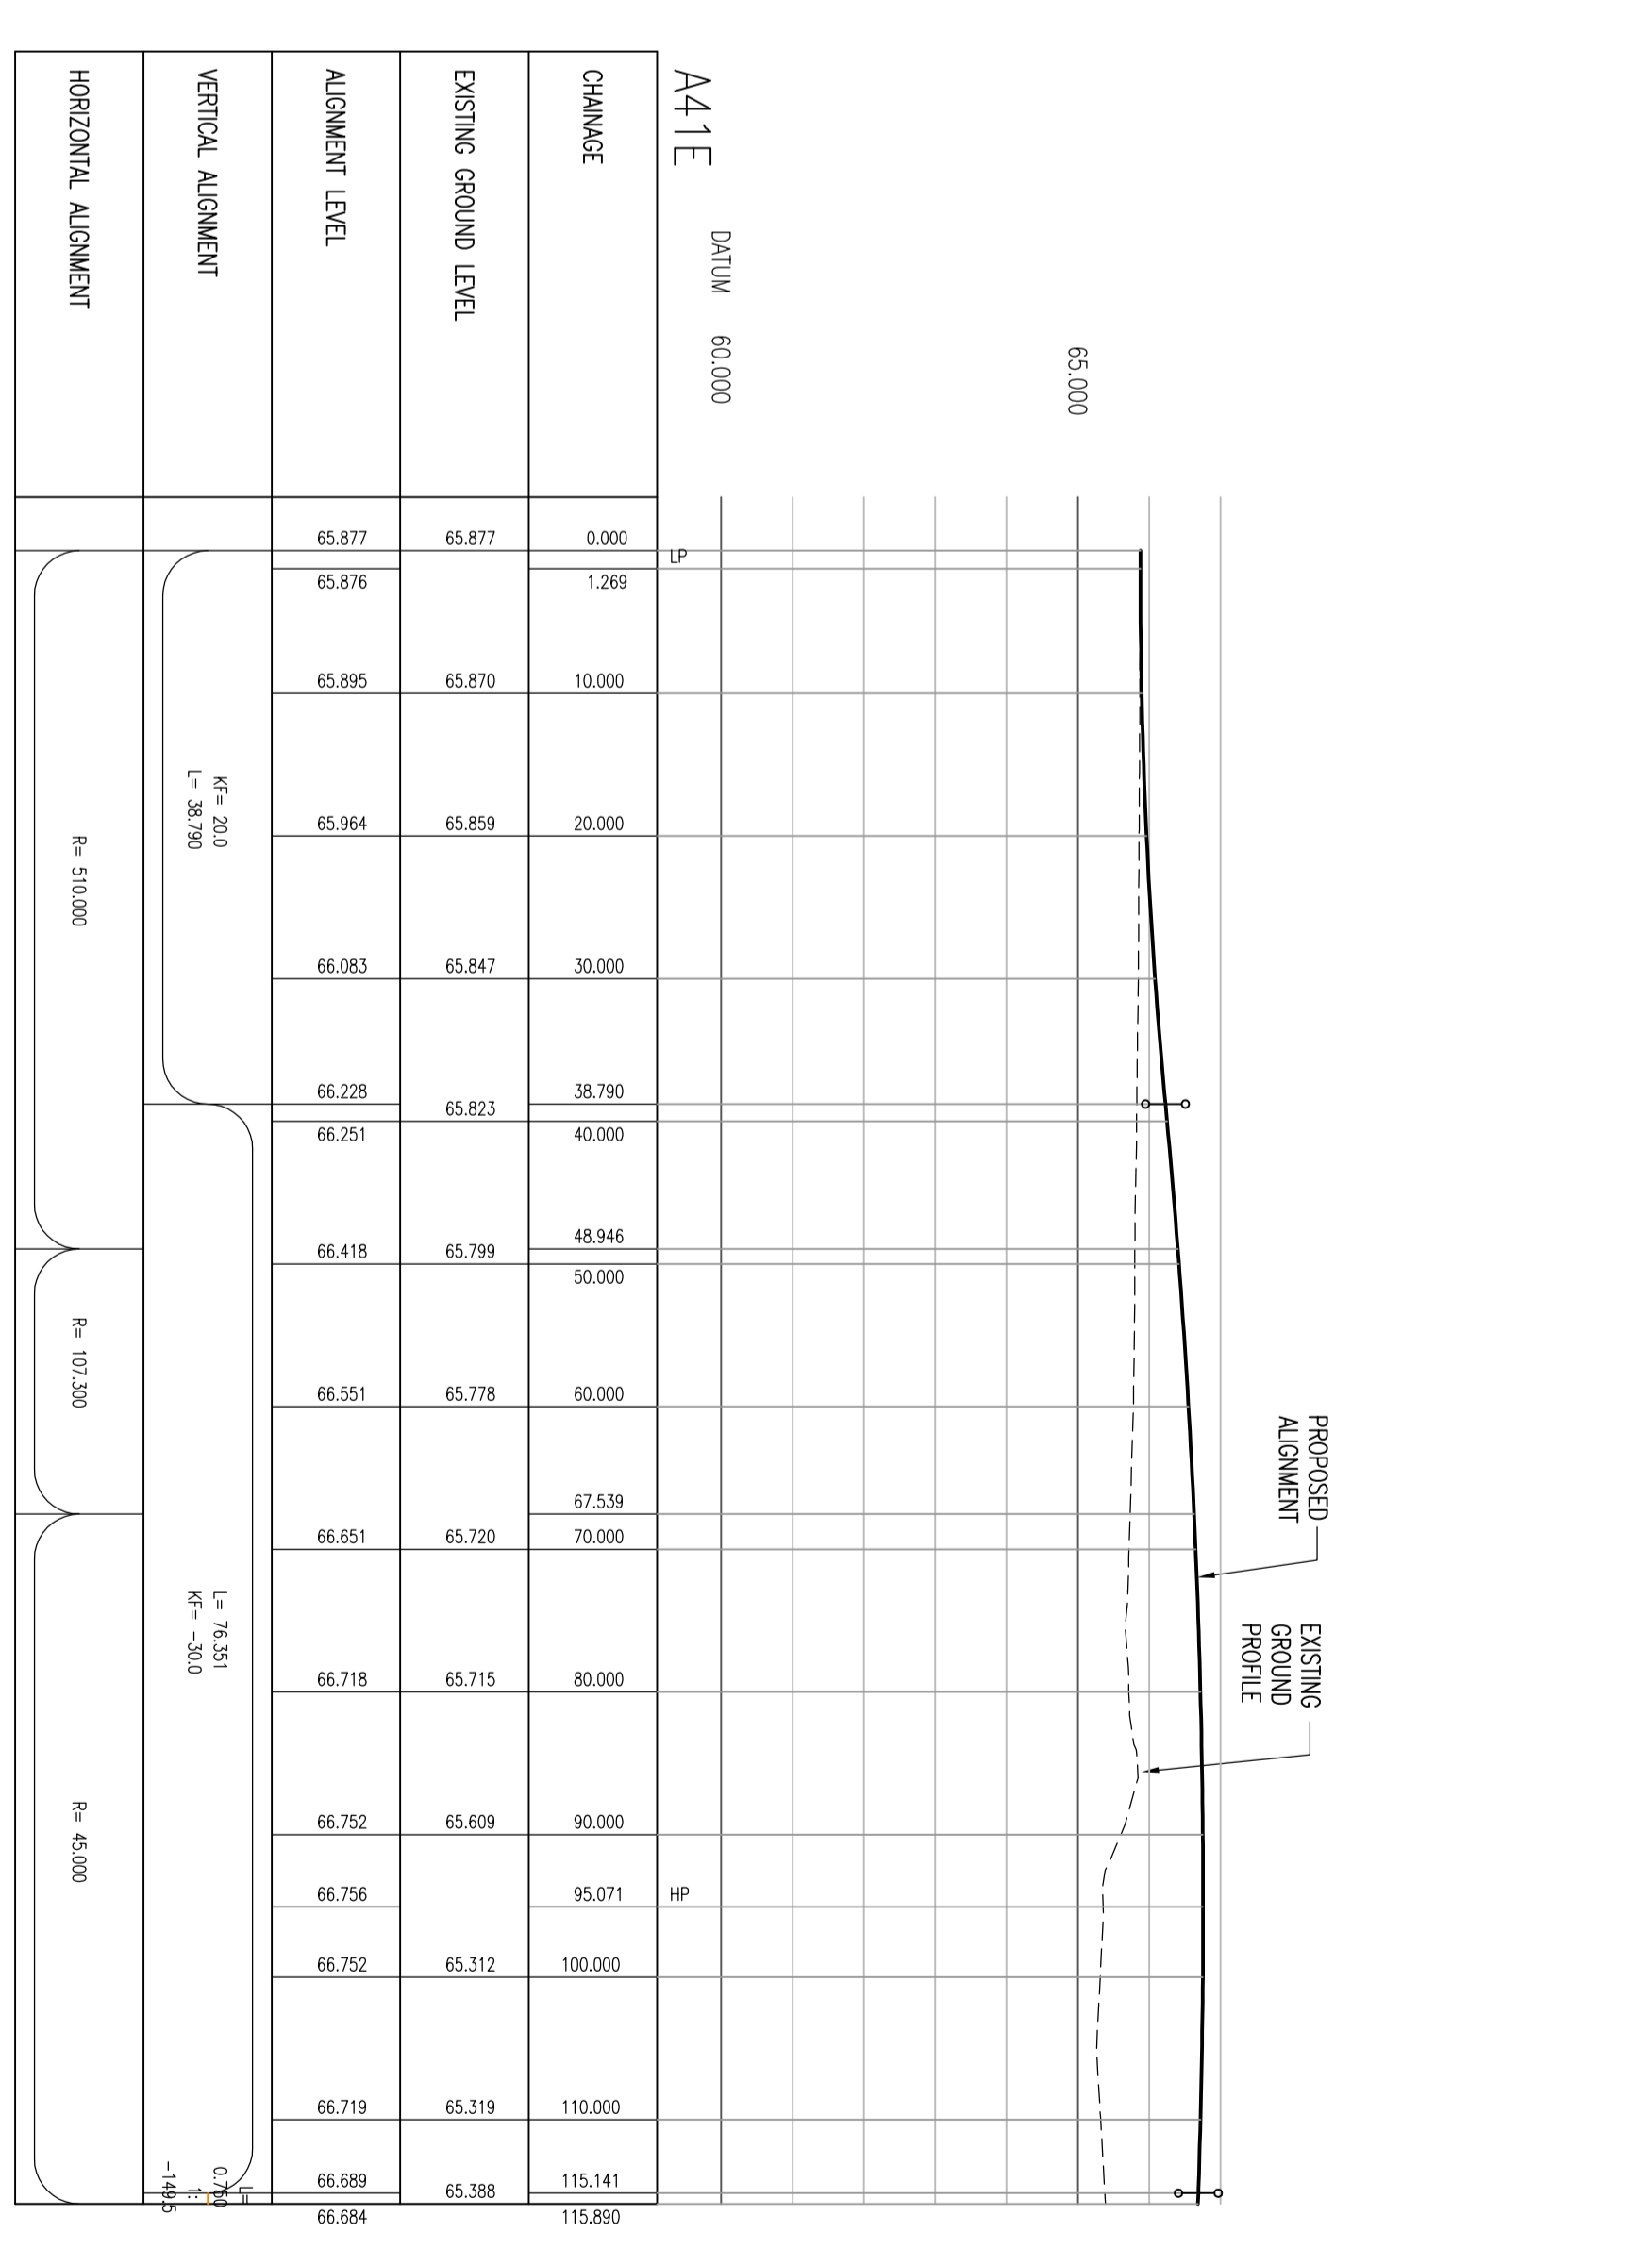 PROPOSED
ALIGNMENT
EXISTING
GROUND
PROFILE
65.000
DATUM 60.000
A41E
LP
HP
CHAINAGE
0.000
1.269
10.000
20.000
30.000
38.790
40.000
48.946
50.000
60.000
67.539
70.000
80.000
90.000
95.071
100.000
110.000
115.141
115.890
EXISTING GROUND LEVEL
65.877
65.870
65.859
65.847
65.823
65.799
65.778
65.720
65.715
65.609
65.312
65.319
65.388
ALIGNMENT LEVEL
65.877
65.876
65.895
65.964
66.083
66.228
66.251
66.418
66.551
66.651
66.718
66.752
66.756
66.752
66.719
66.689
66.684
VERTICAL ALIGNMENT
KF= 20.0
L= 38.790
L= 76.351
KF= -30.0
L=
0.750
1:
-149.5
HORIZONTAL ALIGNMENT
R= 510.000
R= 107.300
R= 45.000